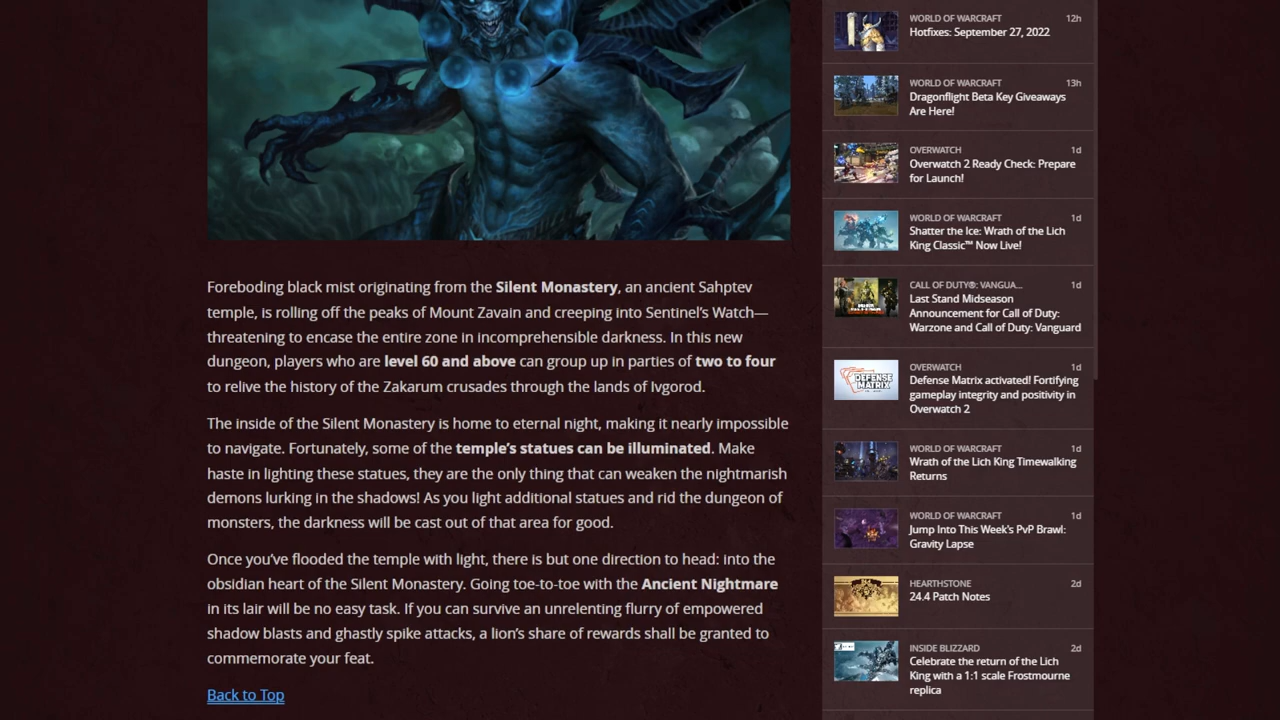 Foreboding black mist originating from the Silent Monastery, an ancient Sahptev
temple, is rolling off the peaks of Mount Zavain and creeping into Sentinel's Watch—
threatening to encase the entire zone in incomprehensible darkness. In this new
dungeon, players who are level 60 and above can group up in parties of two to four
to relive the history of the Zakarum crusades through the lands of Ivgorod.
The inside of the Silent Monastery is home to eternal night, making it nearly impossible
to navigate. Fortunately, some of the temple's statues can be illuminated. Make
haste in lighting these statues, they are the only thing that can weaken the nightmarish
demons lurking in the shadows! As you light additional statues and rid the dungeon of
monsters, the darkness will be cast out of that area for good.
Once you've flooded the temple with light, there is but one direction to head: into the
obsidian heart of the Silent Monastery. Going toe-to-toe with the Ancient Nightmare
in its lair will be no easy task. If you can survive an unrelenting flurry of empowered
shadow blasts and ghastly spike attacks, a lion's share of rewards shall be granted to
commemorate your feat.
Back to Top
WORLD OF WARCRAFT 12h
Hotfixes: September 27, 2022
WORLD OF WARCRAFT 13h
Dragonflight Beta Key Giveaways
Are Here!
OVERWATCH 1d
Overwatch 2 Ready Check: Prepare
for Launch!
WORLD OF WARCRAFT 1d
Shatter the Ice: Wrath of the Lich
King Classic™ Now Live!
CALL OF DUTY®: VANGUA... 1d
Last Stand Midseason
Announcement for Call of Duty:
Warzone and Call of Duty: Vanguard
DEFENSE
MATRIX
OVERWATCH 1d
Defense Matrix activated! Fortifying
gameplay integrity and positivity in
Overwatch 2
WORLD OF WARCRAFT 1d
Wrath of the Lich King Timewalking
Returns
WORLD OF WARCRAFT 1d
Jump Into This Week's PvP Brawl:
Gravity Lapse
HEARTHSTONE 2d
24.4 Patch Notes
INSIDE BLIZZARD 2d
Celebrate the return of the Lich
King with a 1:1 scale Frostmourne
replica